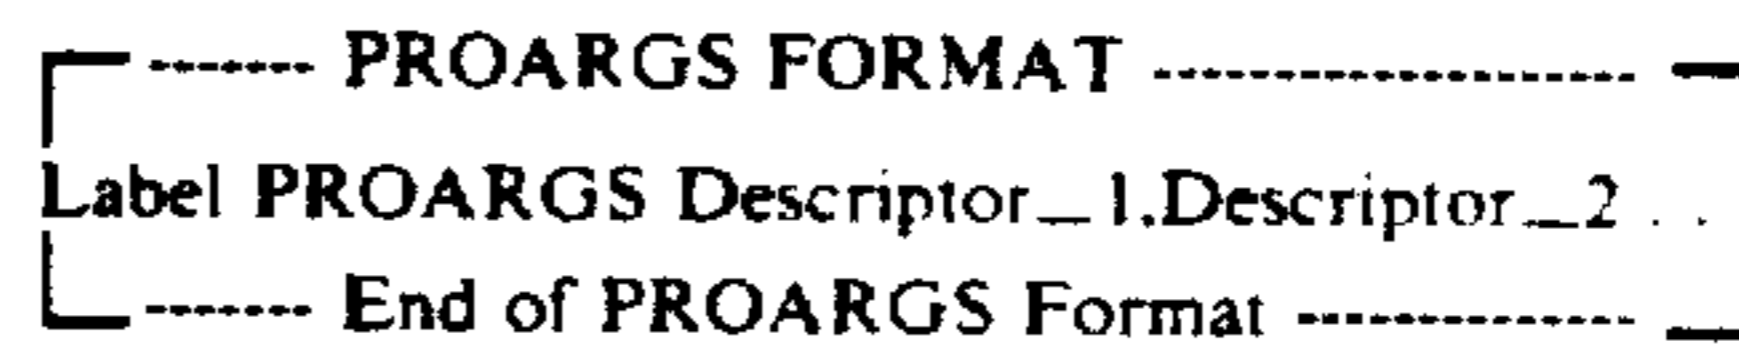 ------- PROARGS FORMAT --------------------
Label PROARGS Descriptor_1.Descriptor_2 . .
------- End of PROARGS Format --------------